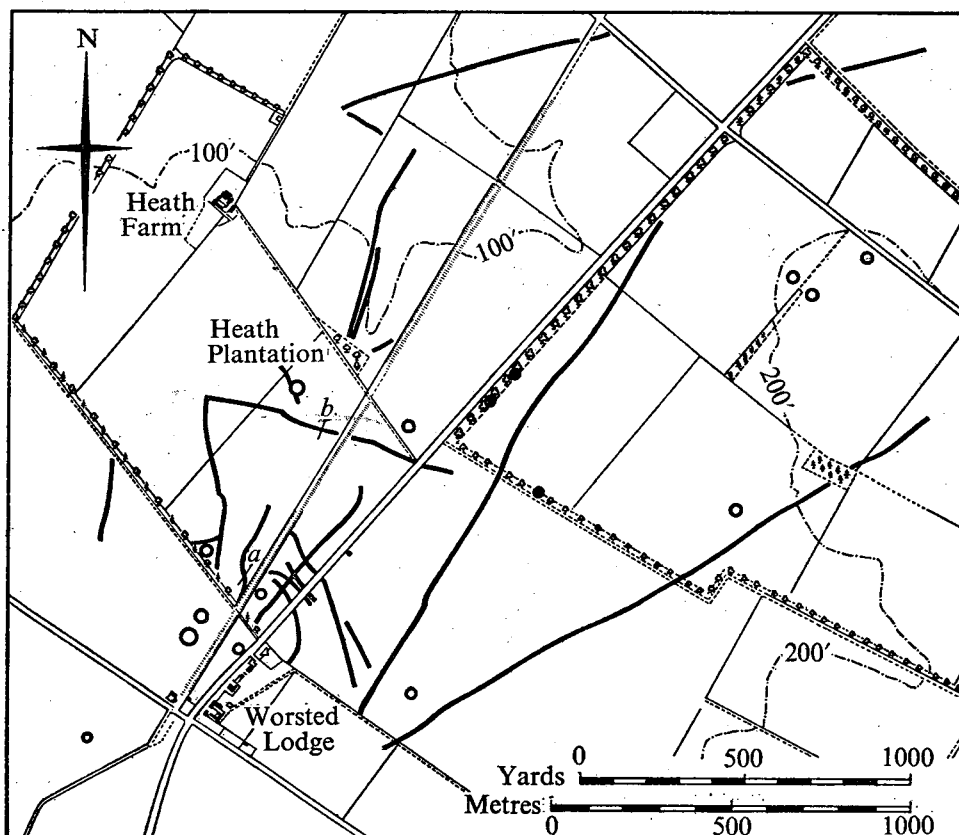 N
100'
Heath
Farm
100'
Heath
Plantation
b
200'
a
200'
Worsted
Lodge
0 500 1000
Yards
Metres
0 500 1000